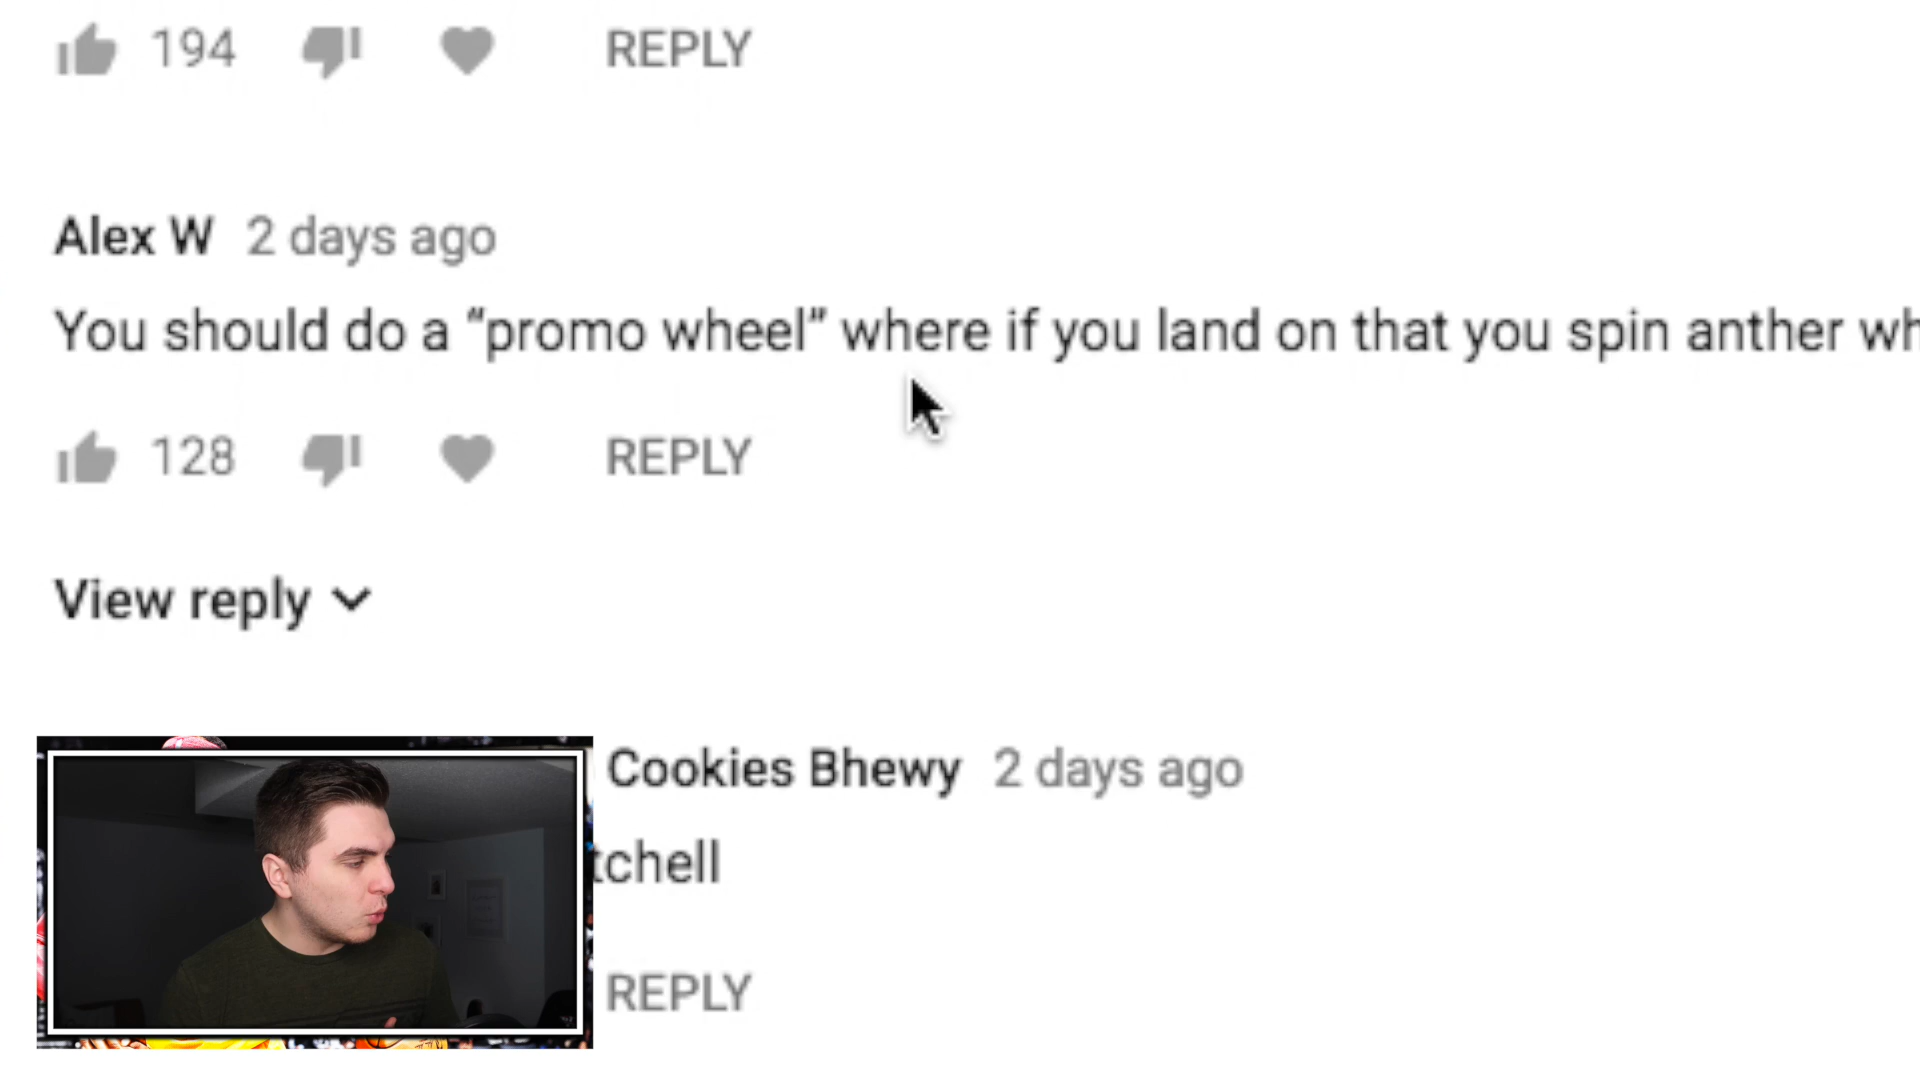 194 REPLY
Alex W 2 days ago
You should do a “promo wheel” where if you land on that you spin anther wh
128 REPLY
View reply
Cookies Bhewy 2 days ago
tchell
REPLY